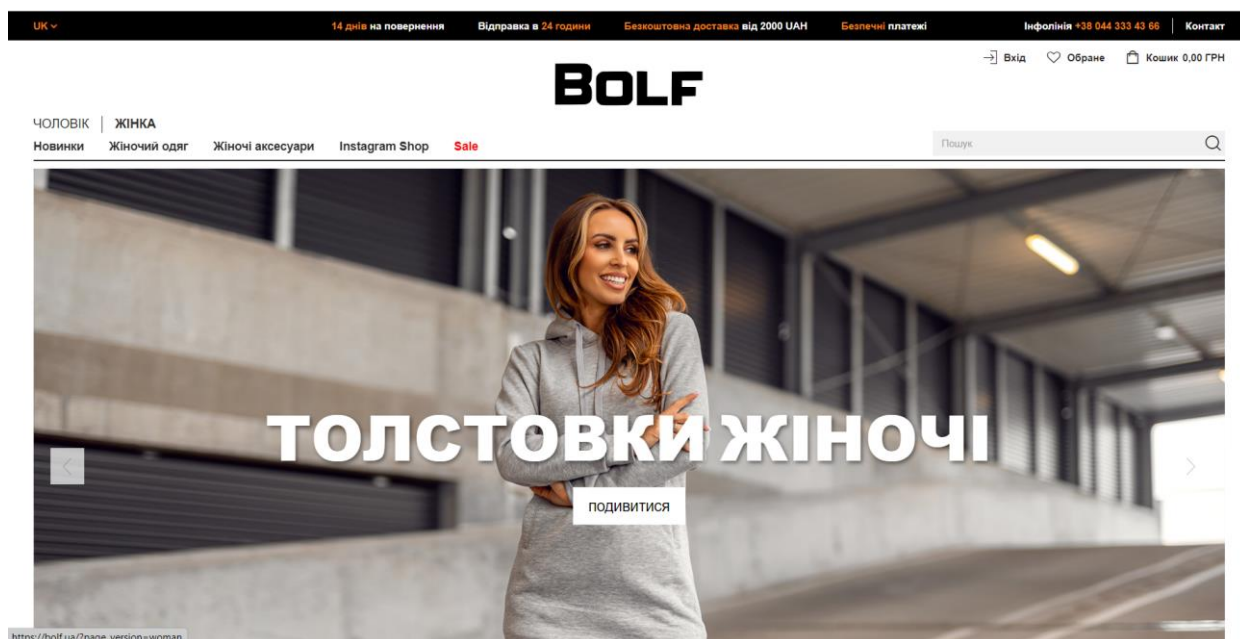 UK 14 днів на повернення Відправка в 24 години Безкоштовна доставка від 2000 UAH Безпечні платежі Інфолінія +38 044 333 43 66 Контакт
Вхід Обране Кошик 0,00 ГРН
BOLF
ЧОЛОВІК ЖІНКА
Новинки Жіночий одяг Жіночі аксесуари Instagram Shop Sale Пошук
ТОЛСТОВКИ ЖІНОЧІ
ПОДИВИТИСЯ
https://bolf.ua/?page_version=woman